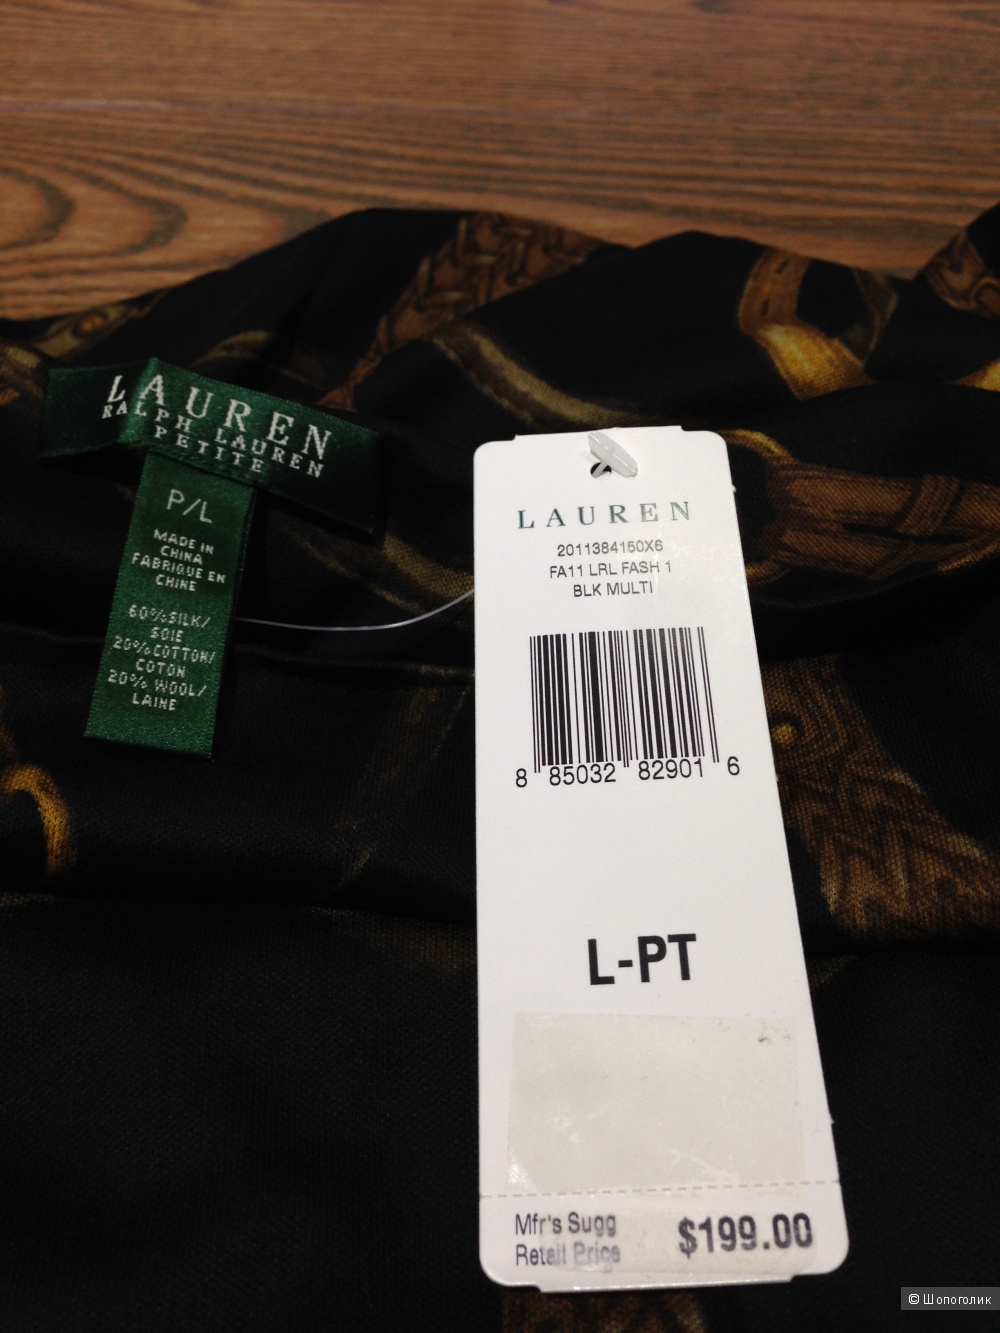 LAUREN
RALPH LAUREN
PETITE
P/L
MADE IN
CHINA
FABRIQUE EN
CHINE
60% SILK/
SOIE
20% COTTON/
COTON
20% WOOL/
LAINE
LAUREN
2011384150X6
FA11 LRL FASH 1
BLK MULTI
8 85032 82901 6
L-PT
Mfr's Sugg
Retail Price
$199.00
© Шопоголик